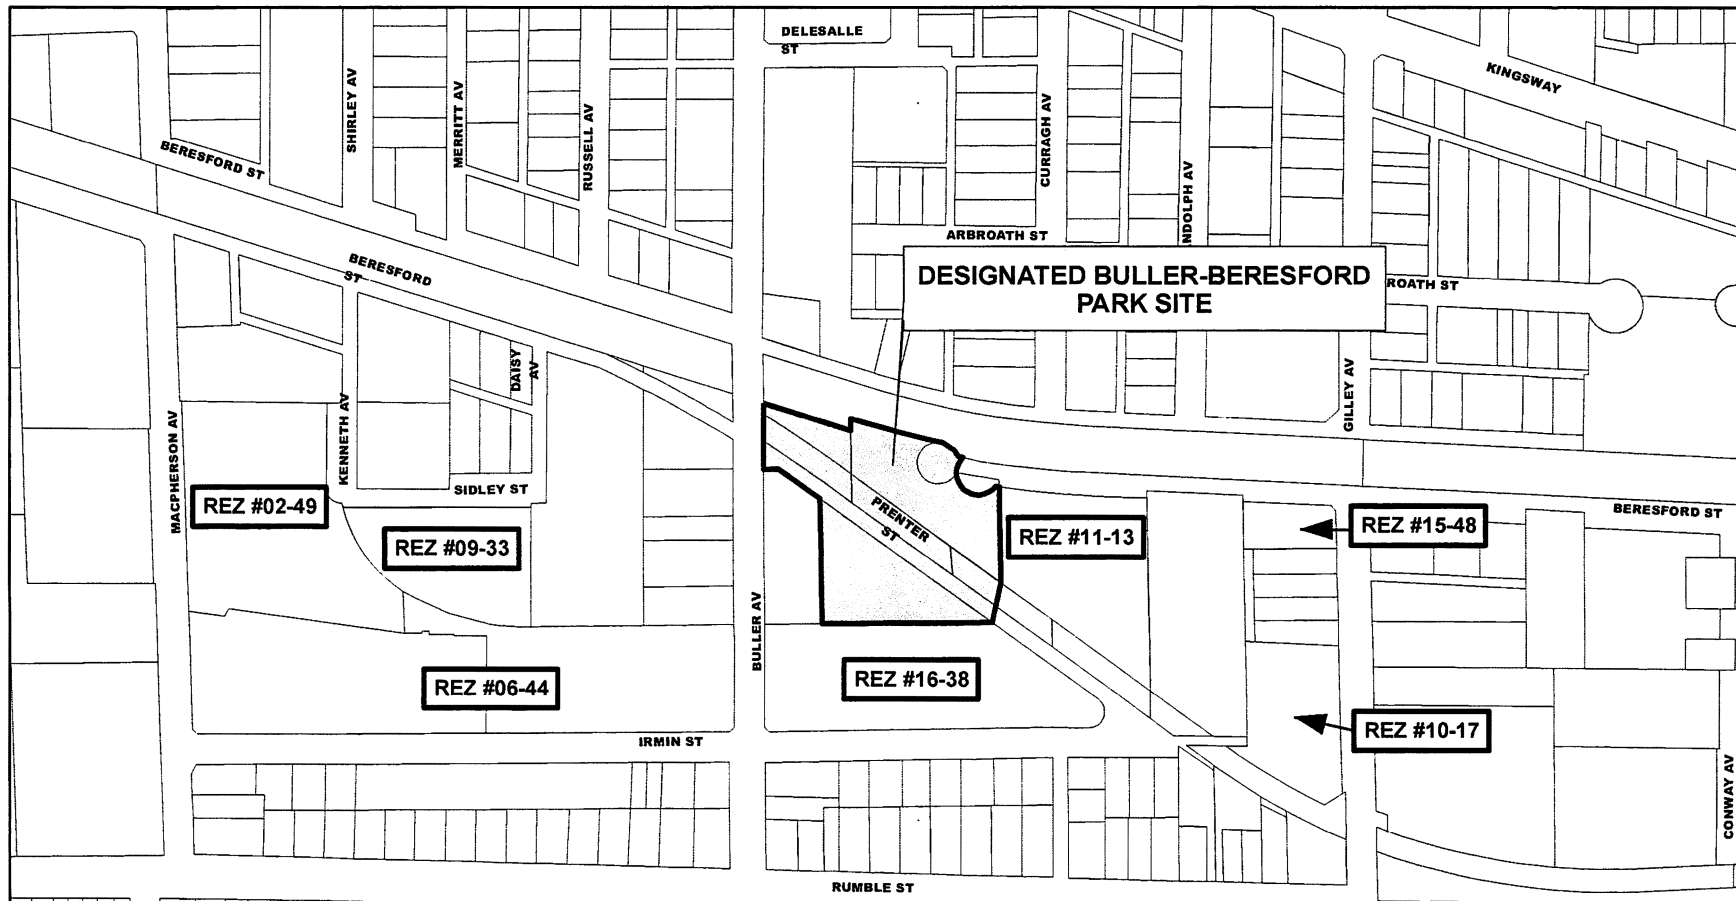 DELESALLE
ST
KINGSWAY
SHIRLEY AV
MERRITT AV
RUSSELL AV
CURRAGH AV
NDOLPH AV
BERESFORD ST
ARBROATH ST
BERESFORD
ST
DESIGNATED BULLER-BERESFORD
PARK SITE
ROATH ST
DAISY
AV
GILLEY AV
MACPHERSON AV
KENNETH AV
SIDLEY ST
REZ #02-49
REZ #09-33
PRENTER
ST
REZ #11-13
REZ #15-48
BERESFORD ST
BULLER AV
REZ #06-44
REZ #16-38
REZ #10-17
IRMIN ST
CONWAY AV
RUMBLE ST